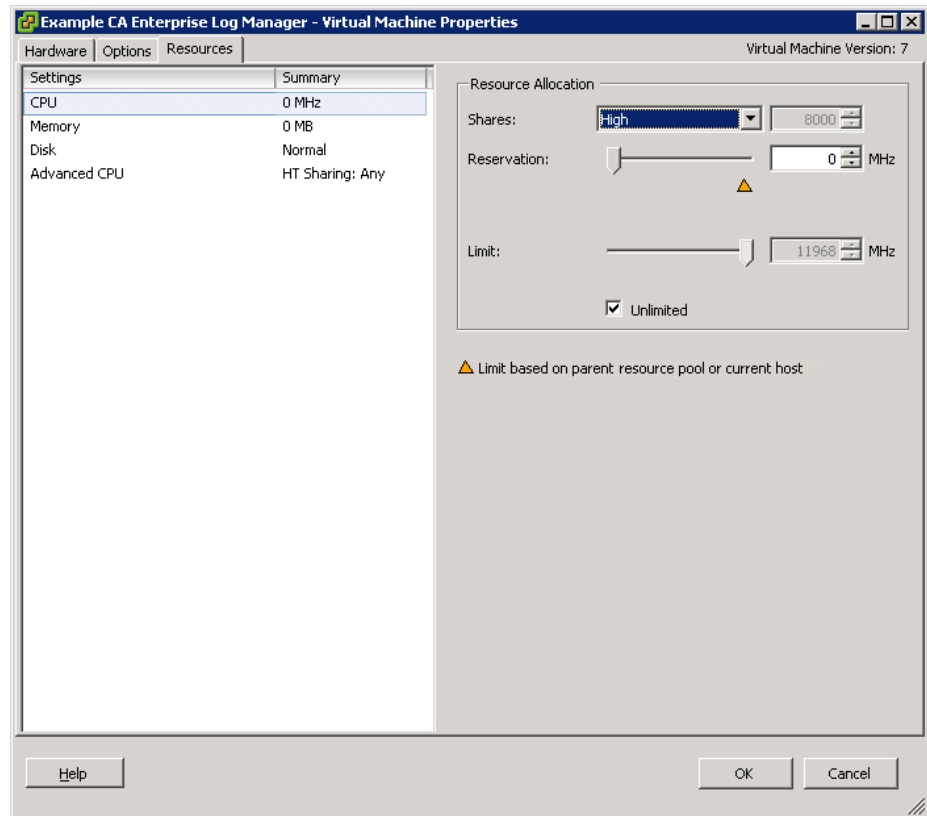 Example CA Enterprise Log Manager - Virtual Machine Properties
Hardware Options Resources Virtual Machine Version: 7
Settings Summary
CPU 0 MHz
Memory 0 MB
Disk Normal
Advanced CPU HT Sharing: Any
Resource Allocation
Shares: High 8000
Reservation: 0 MHz
Limit: 11968 MHz
Unlimited
Limit based on parent resource pool or current host
Help OK Cancel